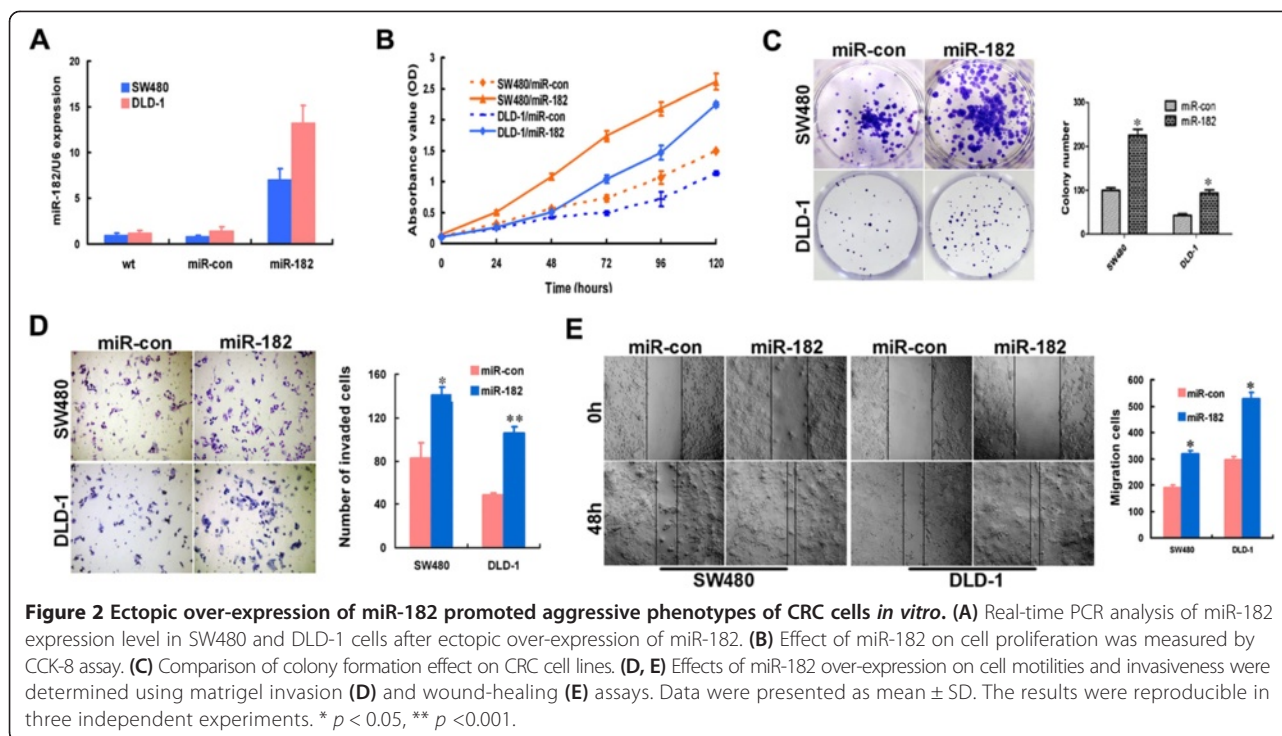 A
miR-182/U6 expression
20
15
10
5
0
SW480
DLD-1
wt miR-con miR-182
B
Absorbance value (OD)
3
2.5
2
1.5
1
0.5
0
SW480/miR-con
SW480/miR-182
DLD-1/miR-con
DLD-1/miR-182
0 24 48 72 96 120
Time (hours)
C
miR-con miR-182
SW480
DLD-1
Colony number
300
200
100
0
miR-con
miR-182
* *
SW480 DLD-1
D
miR-con miR-182
SW480
DLD-1
Number of invaded cells
160
120
80
40
0
miR-con
miR-182
* **
SW480 DLD-1
E
miR-con miR-182 miR-con miR-182
0h
48h
SW480 DLD-1
Migration cells
600
500
400
300
200
100
0
miR-con
miR-182
* *
SW480 DLD-1
Figure 2 Ectopic over-expression of miR-182 promoted aggressive phenotypes of CRC cells in vitro. (A) Real-time PCR analysis of miR-182
expression level in SW480 and DLD-1 cells after ectopic over-expression of miR-182. (B) Effect of miR-182 on cell proliferation was measured by
CCK-8 assay. (C) Comparison of colony formation effect on CRC cell lines. (D, E) Effects of miR-182 over-expression on cell motilities and invasiveness were
determined using matrigel invasion (D) and wound-healing (E) assays. Data were presented as mean ± SD. The results were reproducible in
three independent experiments. * p < 0.05, ** p <0.001.